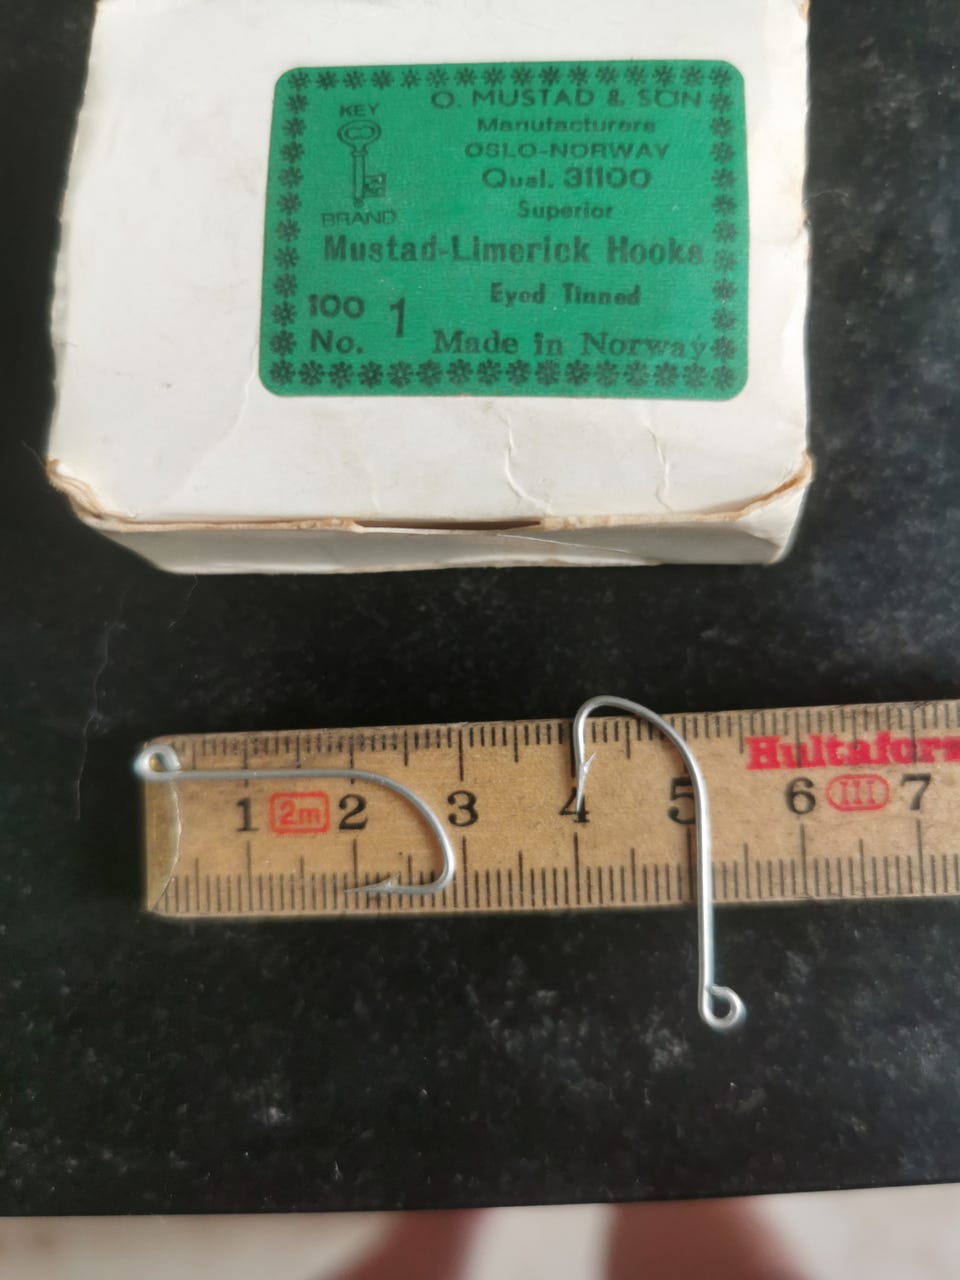 O. MUSTAD & SON
KEY
Manufacturers
OSLO-NORWAY
Qual. 31100
BRAND
Superior
Mustad-Limerick Hooks
Eyed Tinned
100
No. 1
Made in Norway
Hultafors
1 2m 2 3 4 5 6 III 7